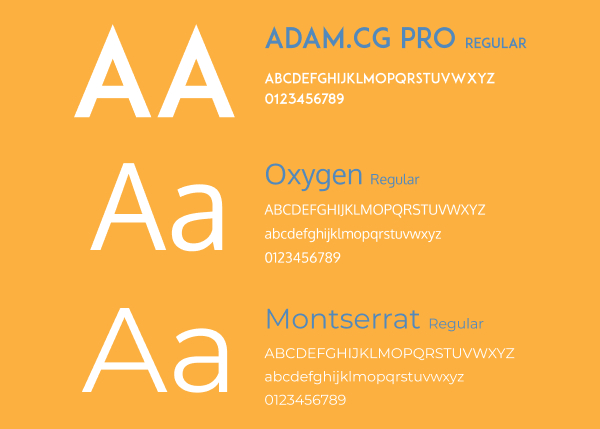 AA
ADAM.CG PRO REGULAR
ABCDEFGHIJKLMOPQRSTUVWXYZ
0123456789
Aa
Oxygen Regular
ABCDEFGHIJKLMOPQRSTUVWXYZ
abcdefghijklmopqrstuvwxyz
0123456789
Aa
Montserrat Regular
ABCDEFGHIJKLMOPQRSTUVWXYZ
abcdefghijklmopqrstuvwxyz
0123456789